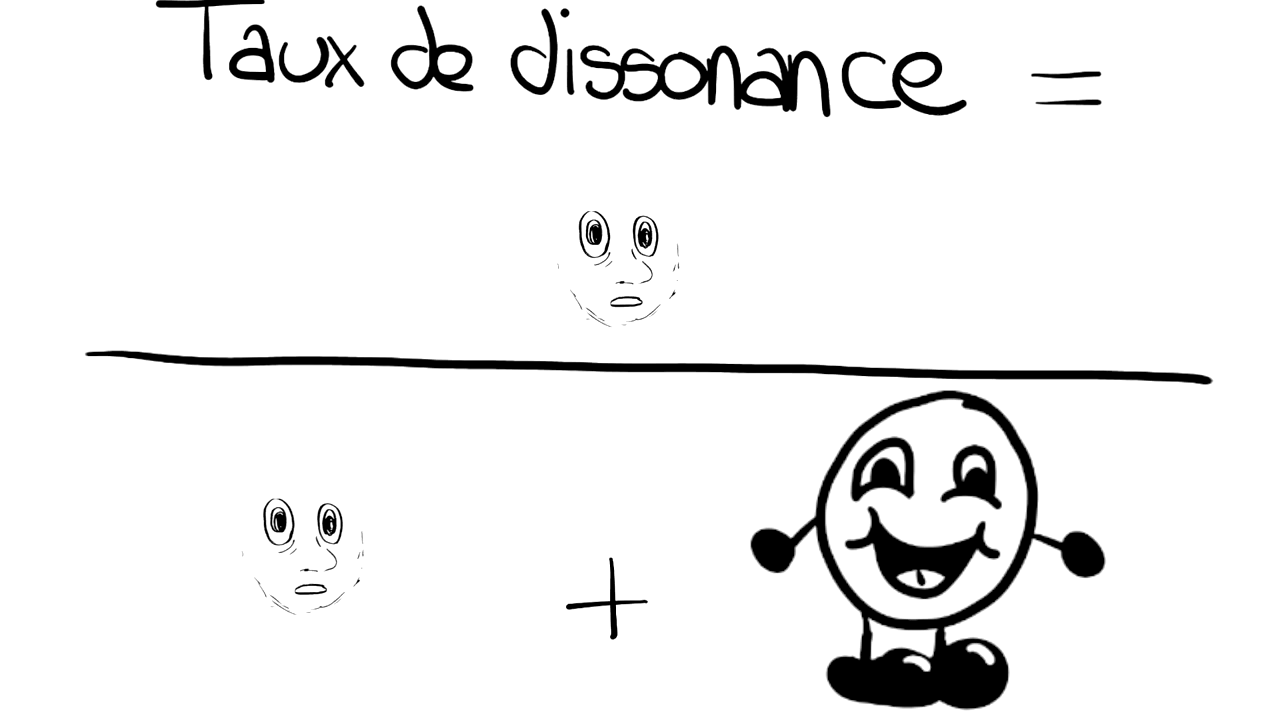 Taux de dissonance =
+